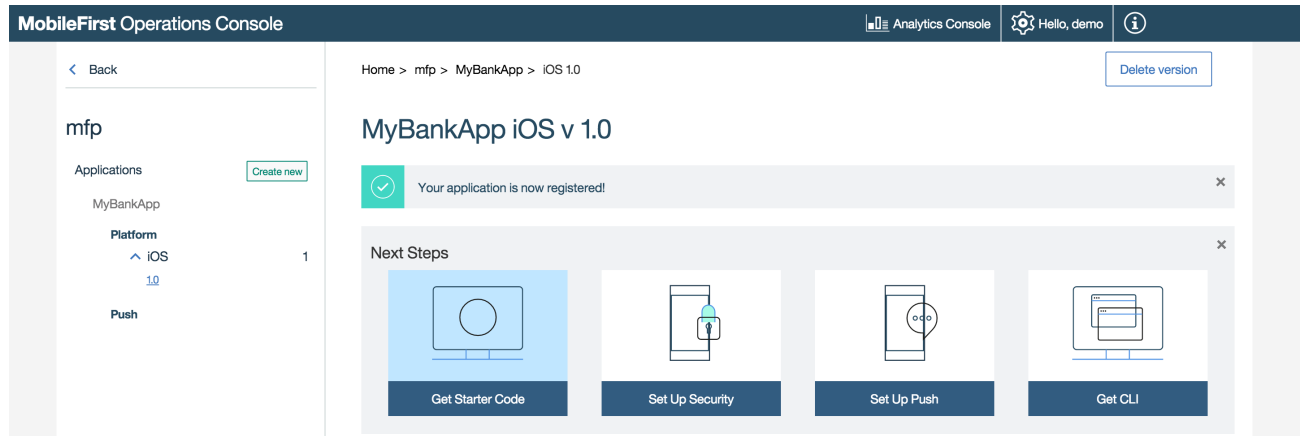 MobileFirst Operations Console
Analytics Console
Hello, demo
Back
mfp
Applications
Create new
MyBankApp
Platform
iOS 1
1.0
Push
Home > mfp > MyBankApp > iOS 1.0
Delete version
MyBankApp iOS v 1.0
Your application is now registered!
Next Steps
Get Starter Code
Set Up Security
Set Up Push
Get CLI